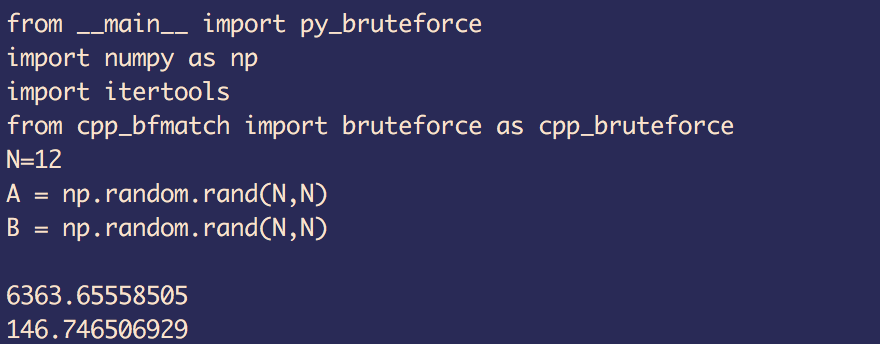 from __main__ import py_bruteforce
import numpy as np
import itertools
from cpp_bfmatch import bruteforce as cpp_bruteforce
N=12
A = np.random.rand(N,N)
B = np.random.rand(N,N)
6363.65558505
146.746506929